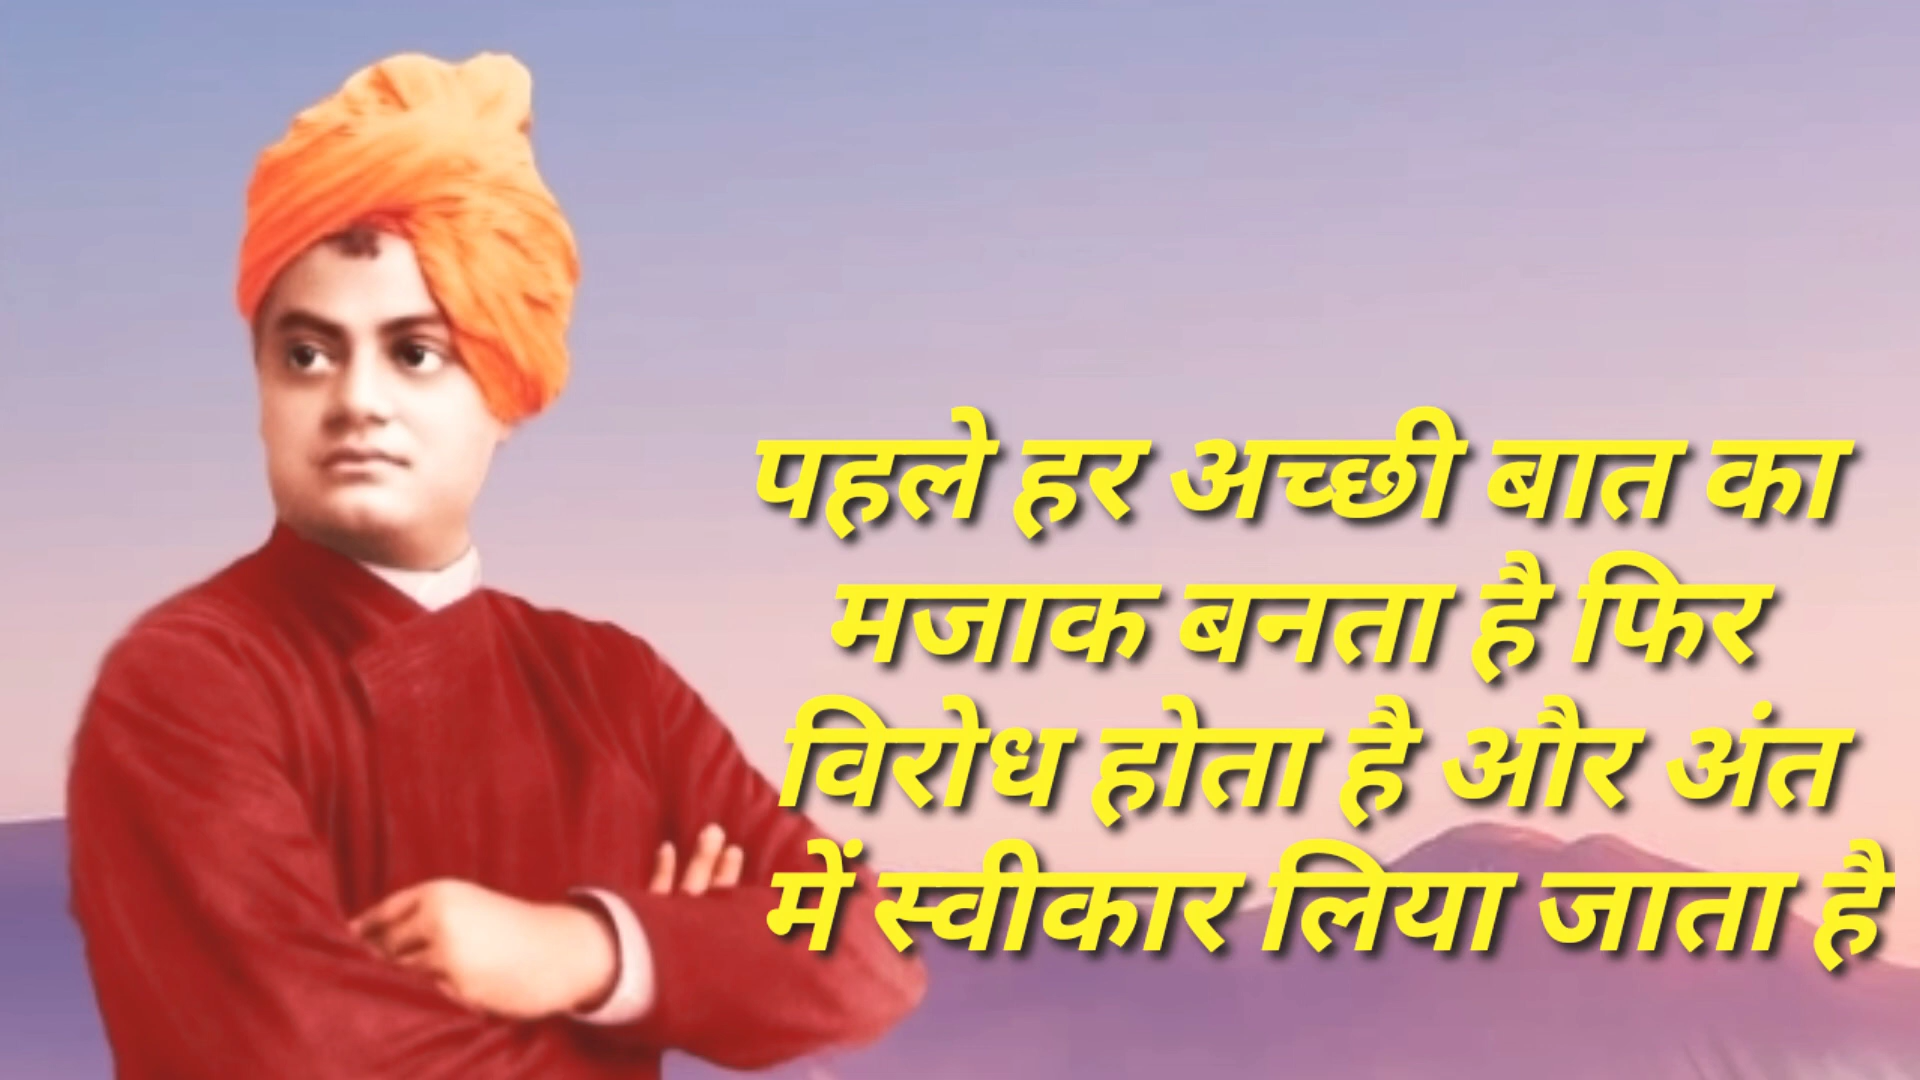 पहले हर अच्छी बात का
मजाक बनता है फिर
विरोध होता है और अंत
में स्वीकार लिया जाता है